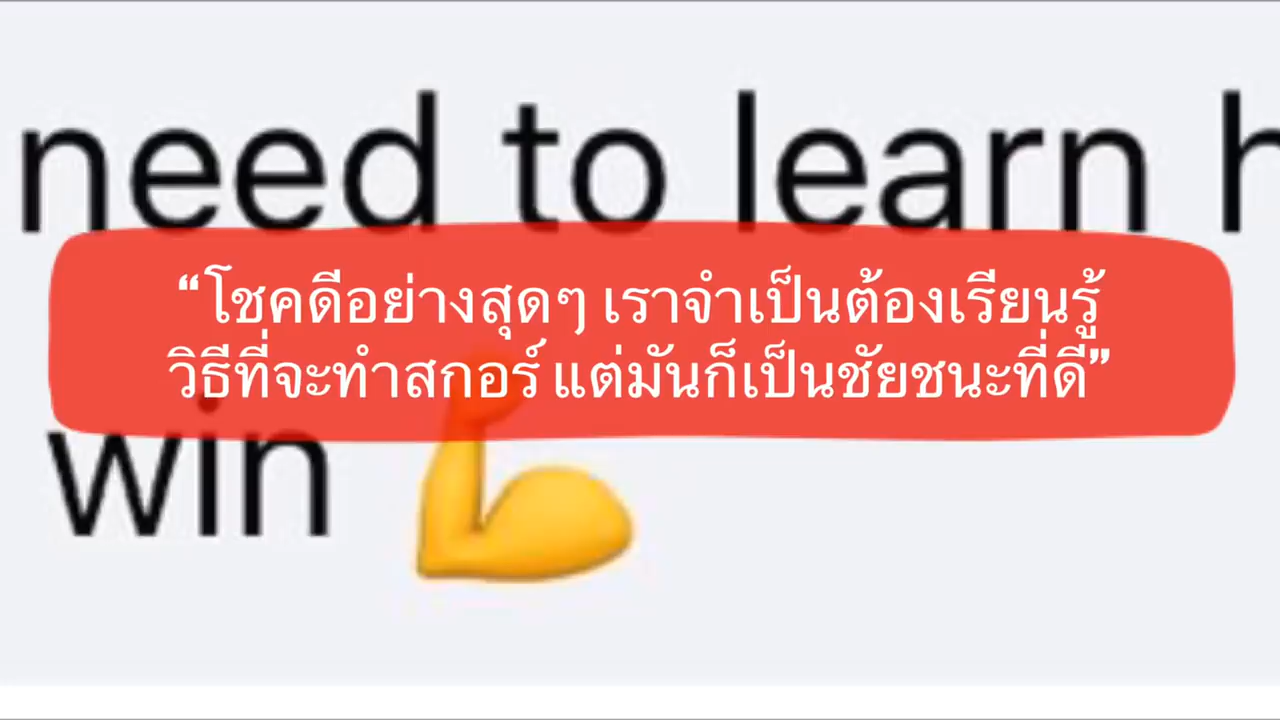 need to learn h
“โชคดีอย่างสุดๆ เราจำเป็นต้องเรียนรู้
วิธีที่จะทำสกอร์ แต่มันก็เป็นชัยชนะที่ดี”
win 💪